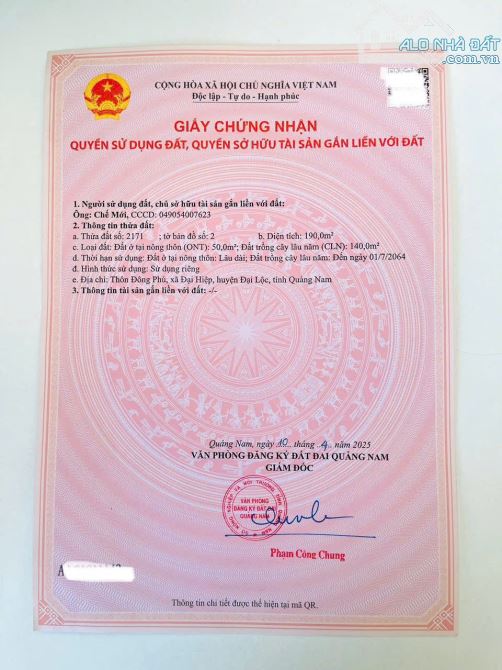 ALO NHÀ ĐẤT
.com.vn
CỘNG HÒA XÃ HỘI CHỦ NGHĨA VIỆT NAM
Độc lập - Tự do - Hạnh phúc
GIẤY CHỨNG NHẬN
QUYỀN SỬ DỤNG ĐẤT, QUYỀN SỞ HỮU TÀI SẢN GẮN LIỀN VỚI ĐẤT
1. Người sử dụng đất, chủ sở hữu tài sản gắn liền với đất:
Ông: Chế Mới, CCCD: 049054007623
2. Thông tin thửa đất:
a. Thửa đất số: 2171 ; tờ bản đồ số: 2 b. Diện tích: 190,0m²;
c. Loại đất: Đất ở tại nông thôn (ONT): 50,0m²; Đất trồng cây lâu năm (CLN): 140,0m²
d. Thời hạn sử dụng: Đất ở tại nông thôn: Lâu dài; Đất trồng cây lâu năm: Đến ngày 01/7/2064
đ. Hình thức sử dụng: Sử dụng riêng
e. Địa chỉ: Thôn Đông Phú, xã Đại Hiệp, huyện Đại Lộc, tỉnh Quảng Nam
3. Thông tin tài sản gắn liền với đất: -/-
Quảng Nam, ngày 10 tháng 4 năm 2025
VĂN PHÒNG ĐĂNG KÝ ĐẤT ĐAI QUẢNG NAM
GIÁM ĐỐC
VĂN PHÒNG
ĐĂNG KÝ ĐẤT ĐAI
QUẢNG NAM
Phạm Công Chung
Thông tin chi tiết được thể hiện tại mã QR.